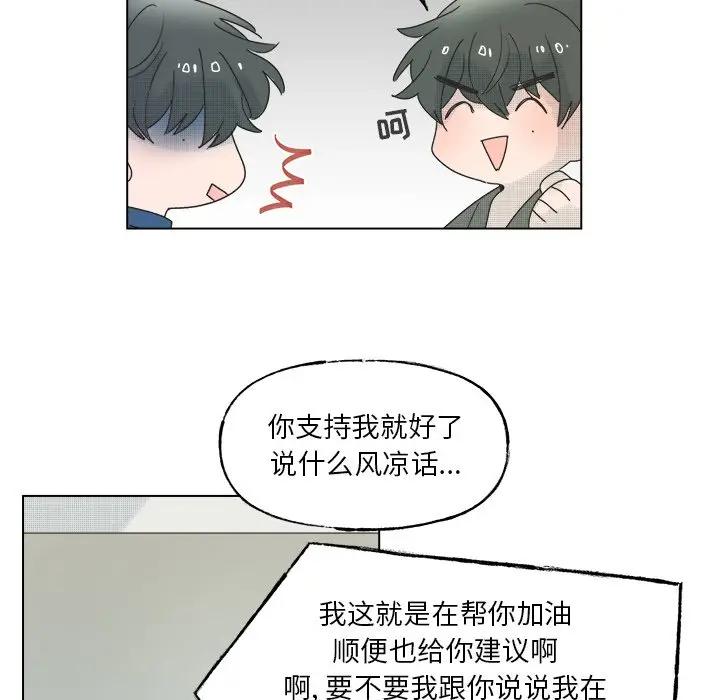 呵
你支持我就好了
说什么风凉话…
我这就是在帮你加油
顺便也给你建议啊
啊, 要不要我跟你说说我在